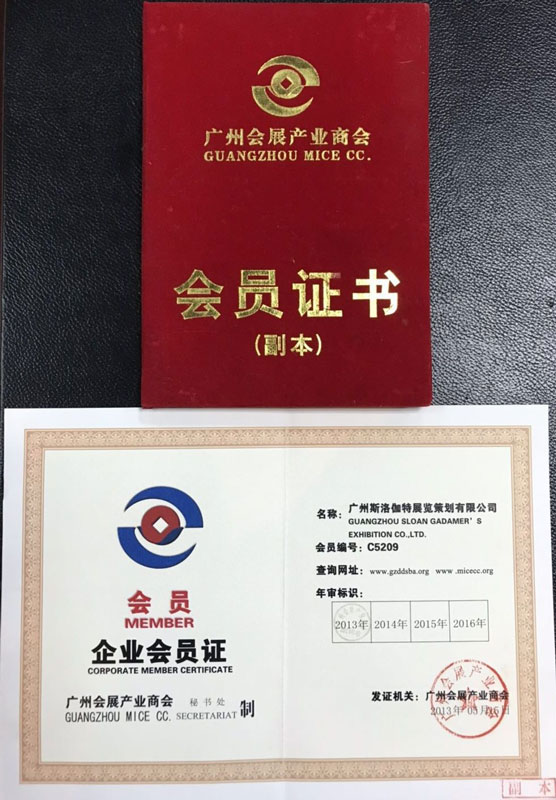 广州会展产业商会
GUANGZHOU MICE CC.
会员证书
(副本)
会员
MEMBER
企业会员证
CORPORATE MEMBER CERTIFICATE
广州会展产业商会 秘书处 制
GUANGZHOU MICE CC. SECRETARIAT
名称: 广州斯洛伽特展览策划有限公司
GUANGZHOU SLOAN GADAMER'S
EXHIBITION CO.,LTD.
会员编号: C5209
查询网址: www.gzddsba.org www .micecc.org
年审标识:
2013年 2014年 2015年 2016年
发证机关: 广州会展产业商会
副本